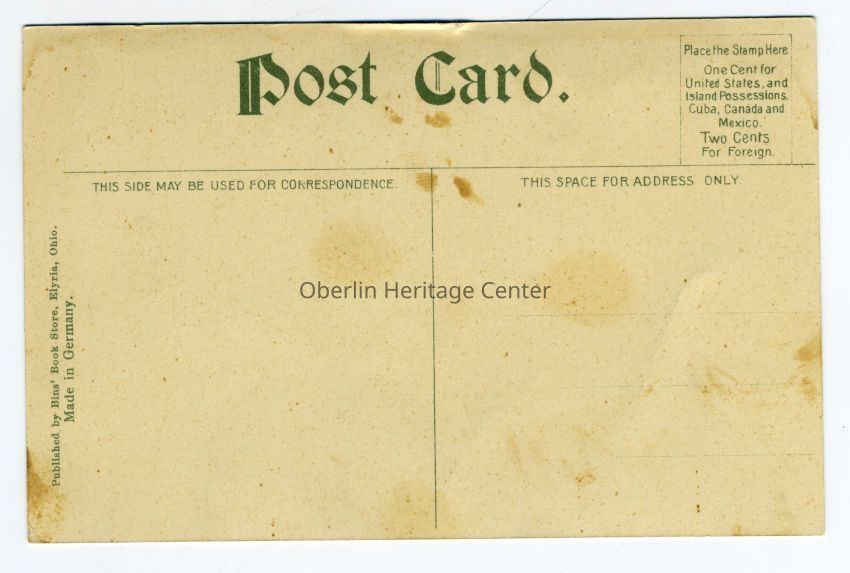 Post Card.
Place the Stamp Here
One Cent for
United States, and
Island Possessions.
Cuba, Canada and
Mexico.
Two Cents
For Foreign.
THIS SIDE MAY BE USED FOR CORRESPONDENCE.
THIS SPACE FOR ADDRESS ONLY.
Published by Bins' Book Store, Elyria, Ohio.
Made in Germany.
Oberlin Heritage Center